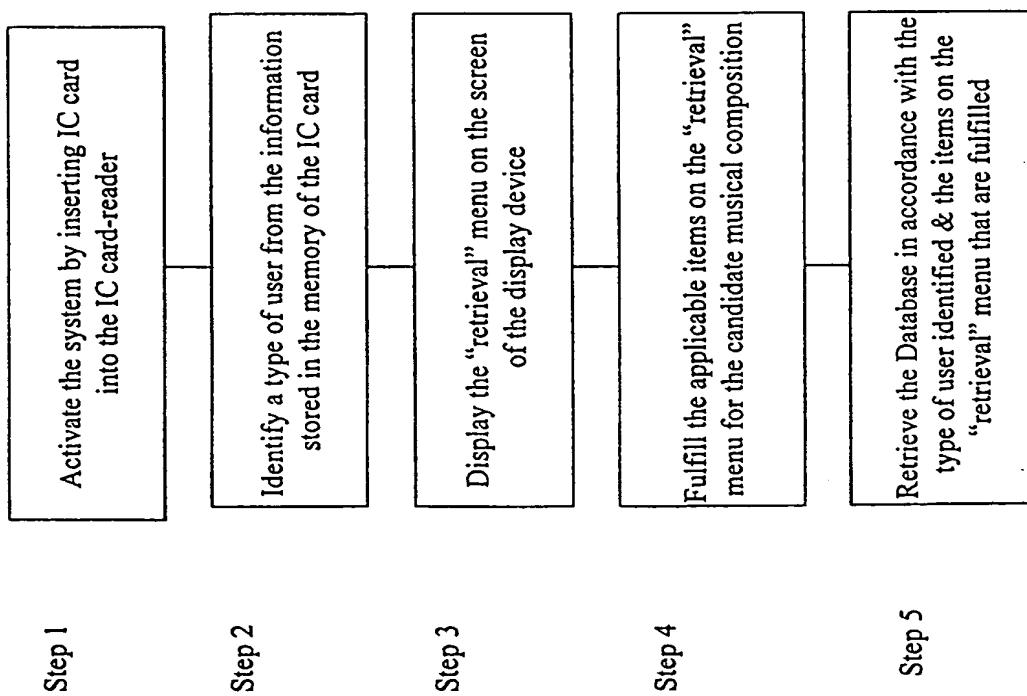 Step 1
Activate the system by inserting IC card
into the IC card-reader
Step 2
Identify a type of user from the information
stored in the memory of the IC card
Step 3
Display the “retrieval” menu on the screen
of the display device
Step 4
Fulfill the applicable items on the “retrieval”
menu for the candidate musical composition
Step 5
Retrieve the Database in accordance with the
type of user identified & the items on the
“retrieval” menu that are fulfilled